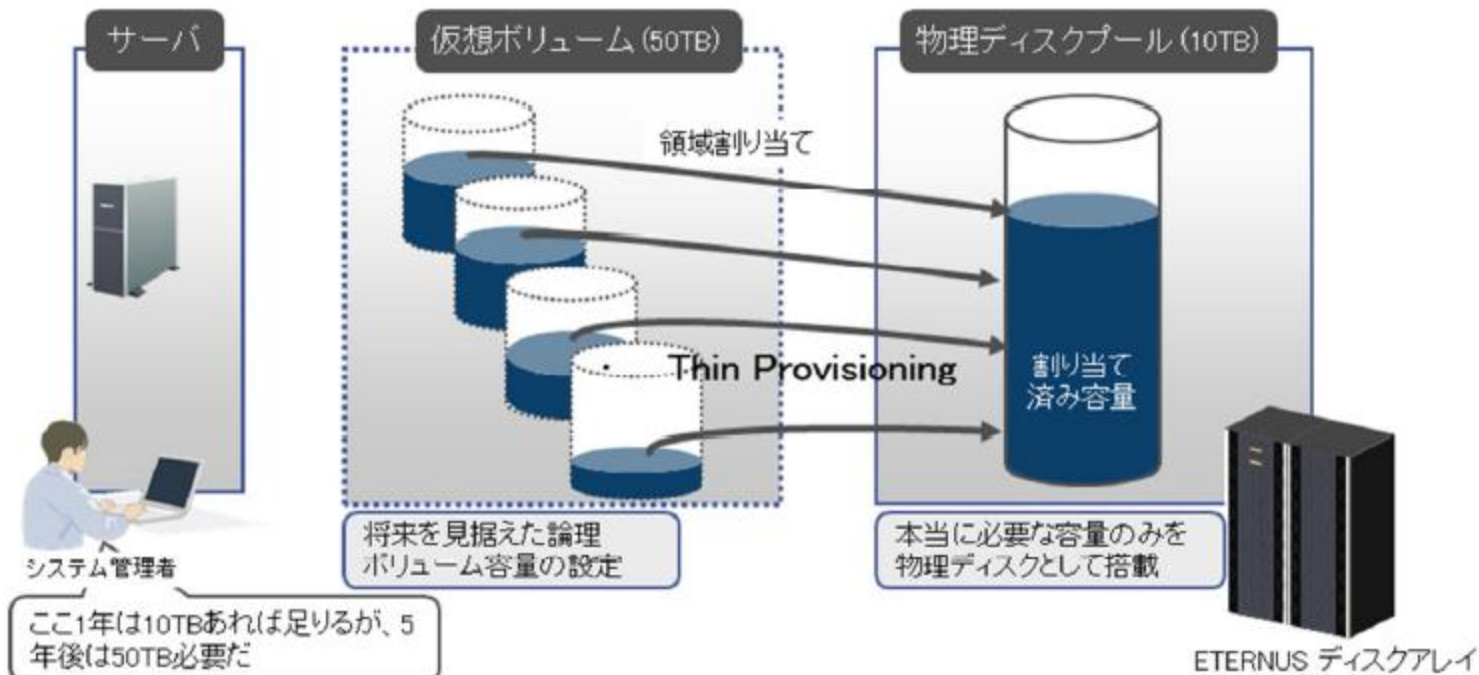 サーバ
仮想ボリューム(50TB)
物理ディスクプール(10TB)
領域割り当て
Thin Provisioning
割り当て
済み容量
将来を見据えた論理
ボリューム容量の設定
本当に必要な容量のみを
物理ディスクとして搭載
システム管理者
ここ1年は10TBあれば足りるが、5
年後は50TB必要だ
ETERNUS ディスクアレイ